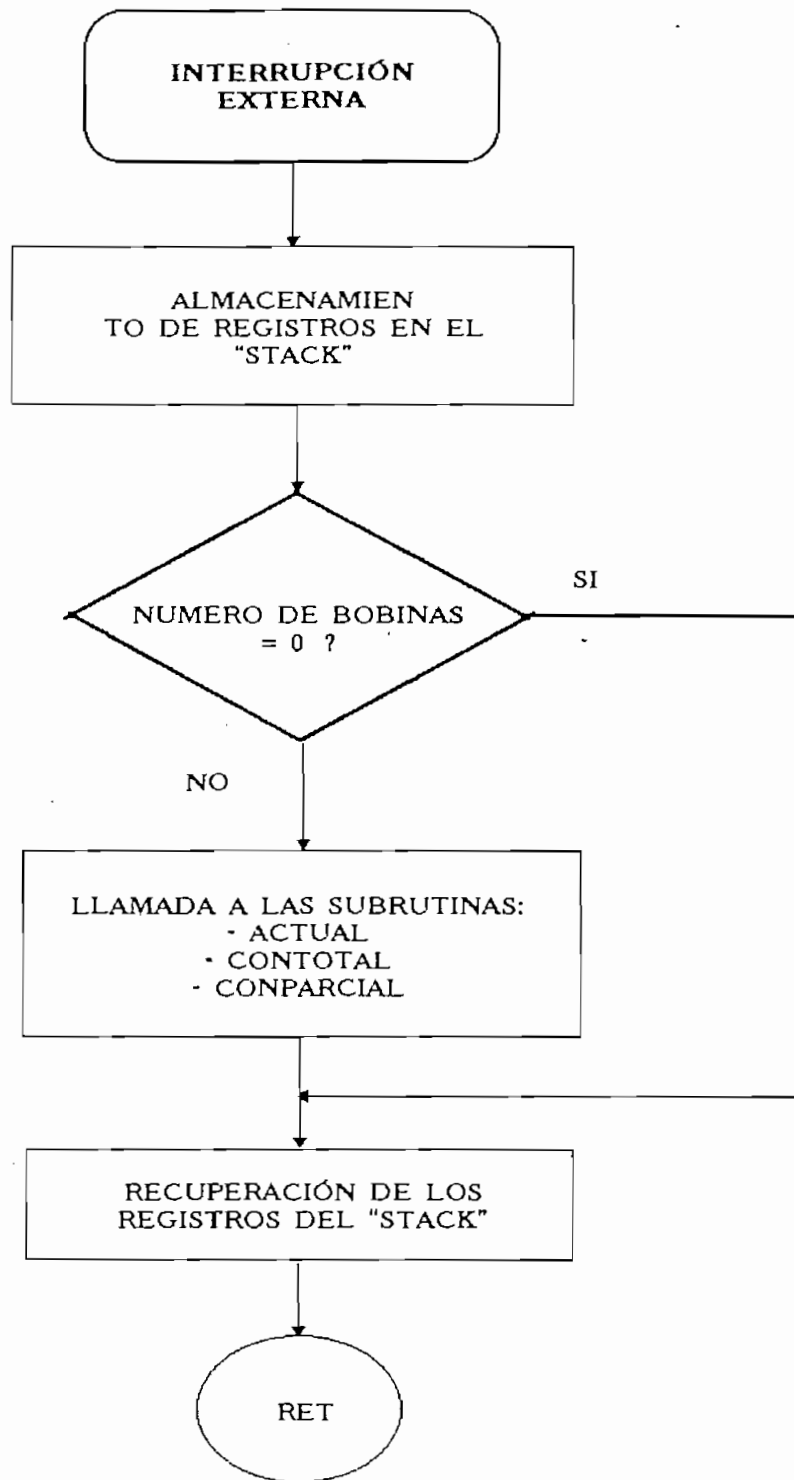 INTERRUPCIÓN
EXTERNA
ALMACENAMIEN
TO DE REGISTROS EN EL
"STACK"
SI
NUMERO DE BOBINAS
= 0 ?
NO
LLAMADA A LAS SUBRUTINAS:
- ACTUAL
- CONTOTAL
- CONPARCIAL
RECUPERACIÓN DE LOS
REGISTROS DEL "STACK"
RET